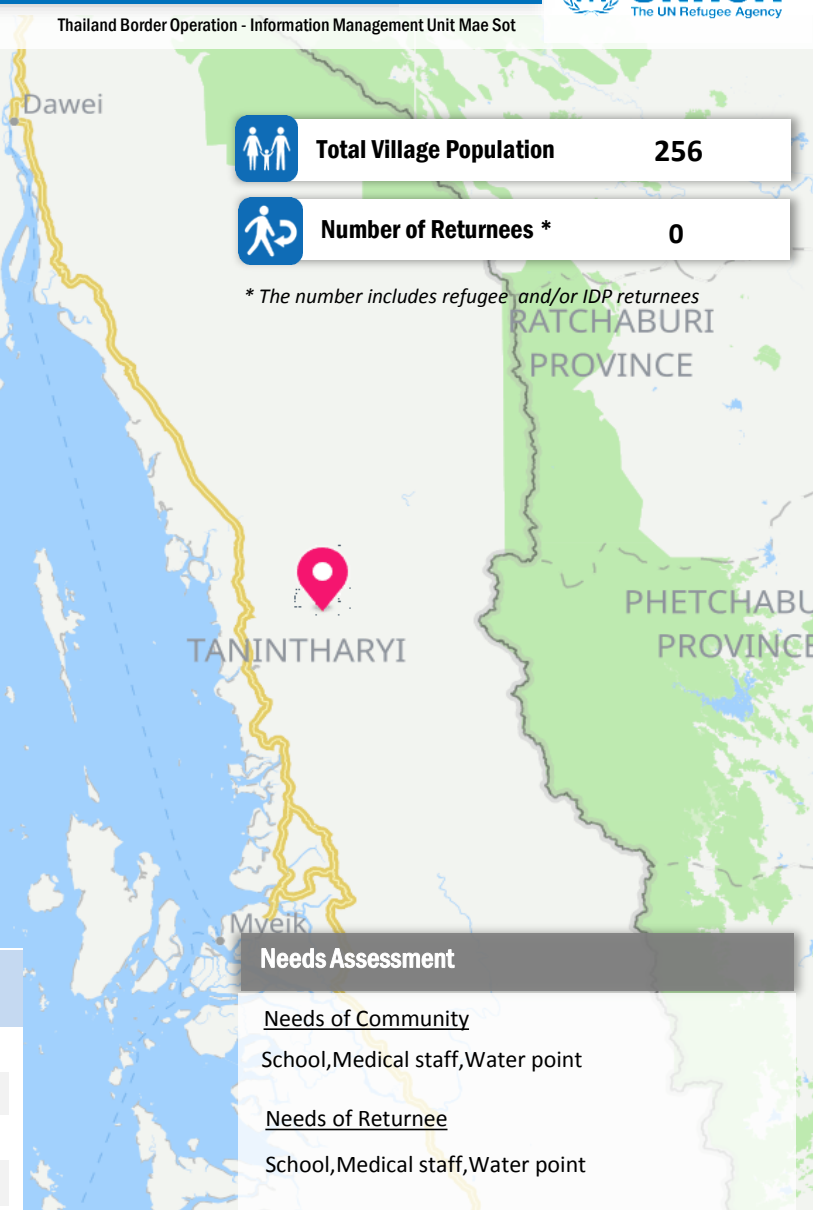 The UN Refugee Agency
Thailand Border Operation - Information Management Unit Mae Sot
Dawei
Total Village Population 256
Number of Returnees * 0
* The number includes refugee and/or IDP returnees
RATCHABURI
PROVINCE
PHETCHABU
PROVINCE
TANINTHARYI
Myeik
Needs Assessment
Needs of Community
School,Medical staff,Water point
Needs of Returnee
School,Medical staff,Water point